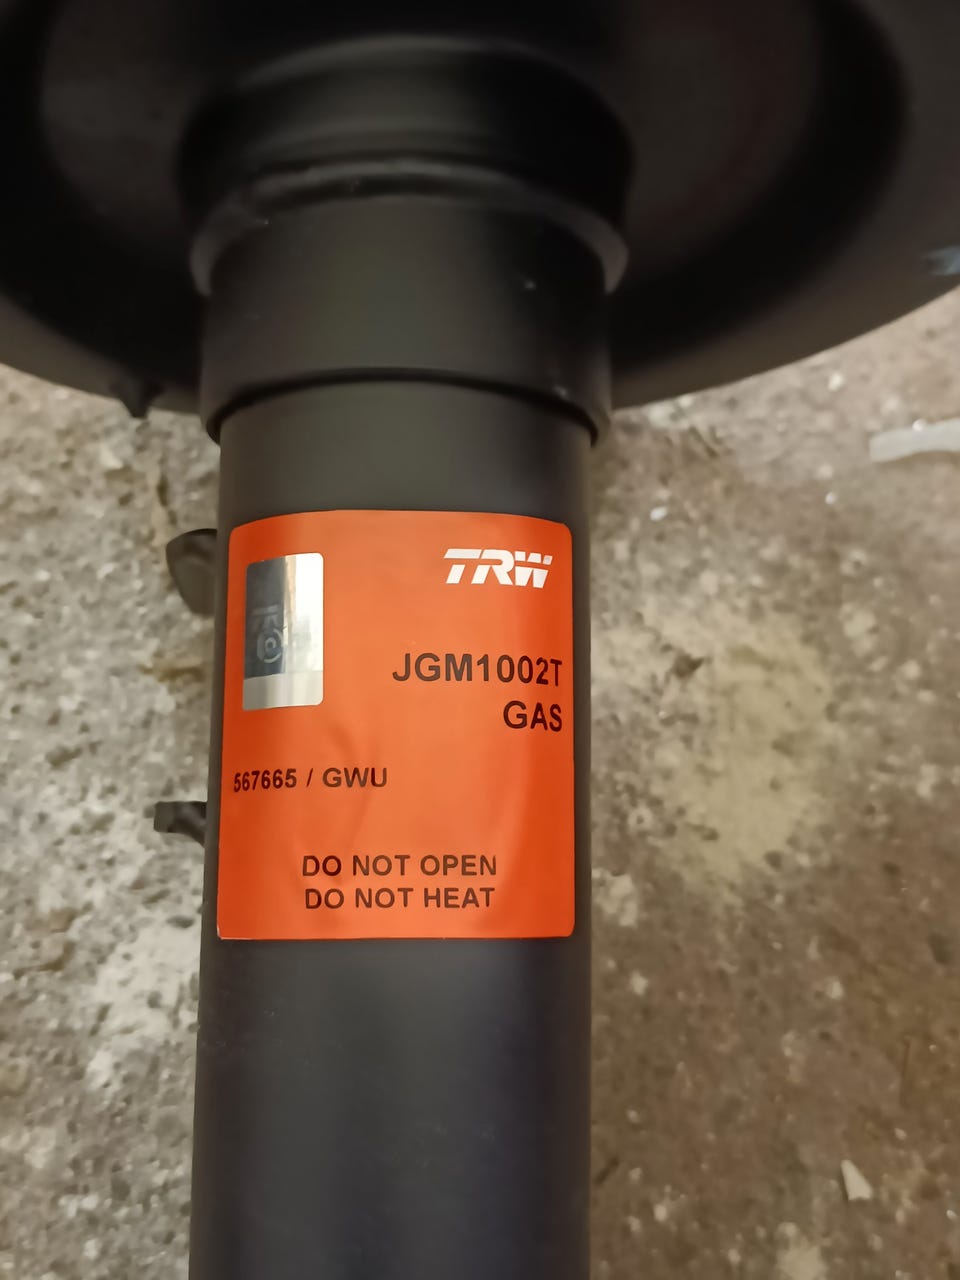 TRW
JGM1002T
GAS
567665 / GWU
DO NOT OPEN
DO NOT HEAT